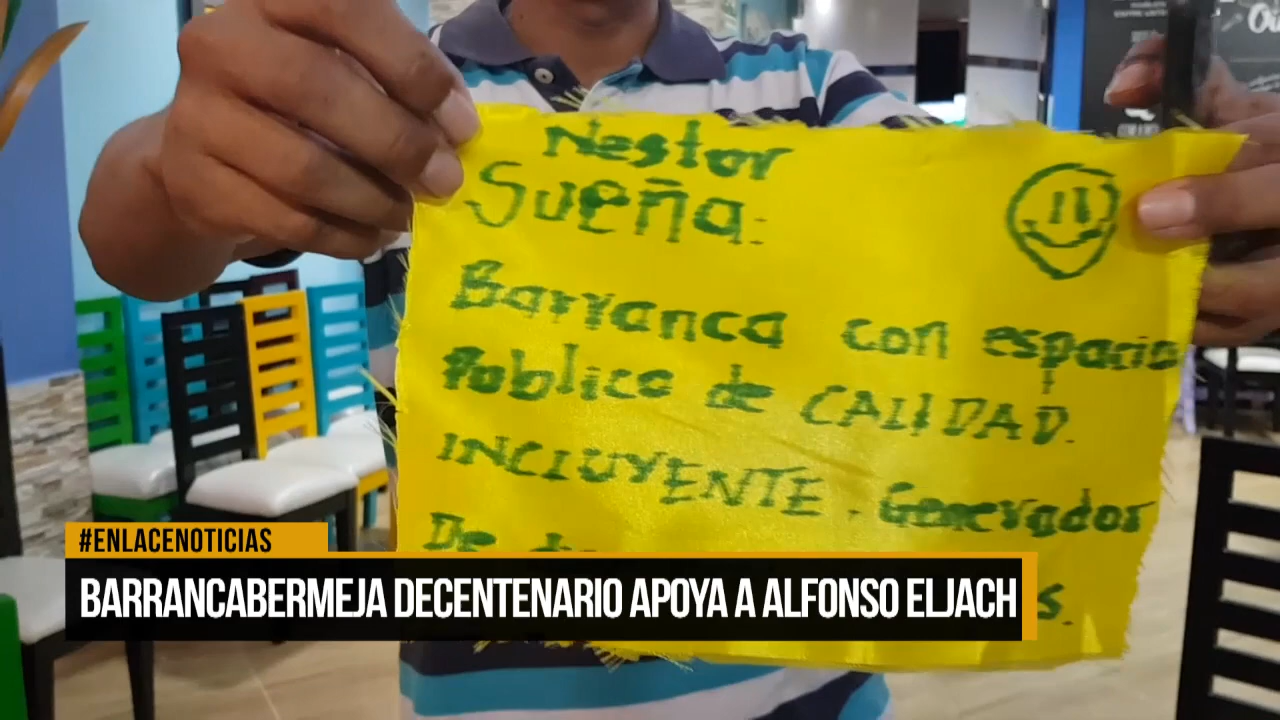 Nestor
Sueña:
Barranca con espacio
Publico de CALIDAD.
INCLUYENTE. Generador
De
#ENLACENOTICIAS
BARRANCABERMEJA DECENTENARIO APOYA A ALFONSO ELJACH